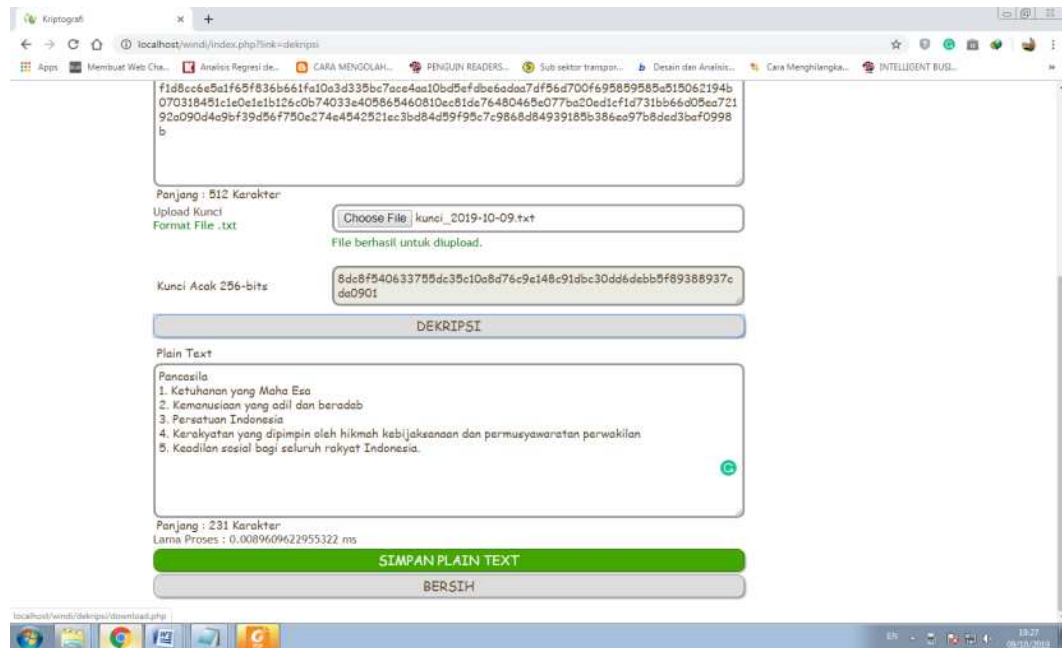 Kriptografi
localhost/windi/index.php?link=dekripsi
Apps Membuat Web Cha... Analisis Regresi de... CARA MENGOLAH... PENGUIN READERS... Sub sektor transpor... Desain dan Analisis... Cara Menghilangka... INTELLIGENT BUSI...
f1d8cc6e5a1f65f836b661fa10a3d335bc7ace4aa10bd5efdbe6adaa7df56d700f695859585a515062194b
070318451c1e0e1e1b126c0b74033e405865460810ec81de76480465e077ba20ed1cf1d731bb66d05ea721
92a090d4a9bf39d56f750e274e4542521ec3bd84d59f95c7c9868d84939185b386ea97b8ded3baf0998
b
Panjang : 512 Karakter
Upload Kunci
Format File .txt
Choose File kunci_2019-10-09.txt
File berhasil untuk diupload.
Kunci Acak 256-bits
8dc8f540633755dc35c10a8d76c9e148c91dbc30dd6debb5f89388937c
da0901
DEKRIPSI
Plain Text
Pancasila
1. Ketuhanan yang Maha Esa
2. Kemanusiaan yang adil dan beradab
3. Persatuan Indonesia
4. Kerakyatan yang dipimpin oleh hikmah kebijaksanaan dan permusyawaratan perwakilan
5. Keadilan sosial bagi seluruh rakyat Indonesia.
Panjang : 231 Karakter
Lama Proses : 0.0089609622955322 ms
SIMPAN PLAIN TEXT
BERSIH
localhost/windi/dekripsi/download.php
EN
19:27
09/10/2019